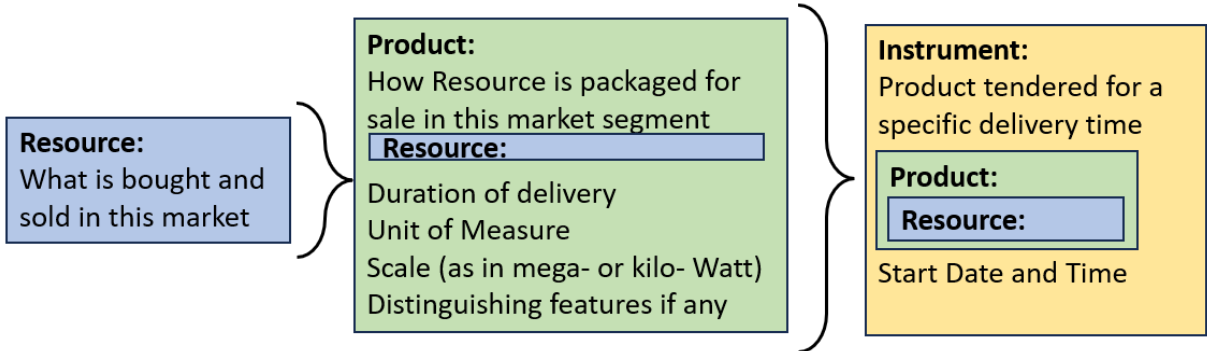 Resource:
What is bought and
sold in this market
Product:
How Resource is packaged for
sale in this market segment
Resource:
Duration of delivery
Unit of Measure
Scale (as in mega- or kilo- Watt)
Distinguishing features if any
Instrument:
Product tendered for a
specific delivery time
Product:
Resource:
Start Date and Time